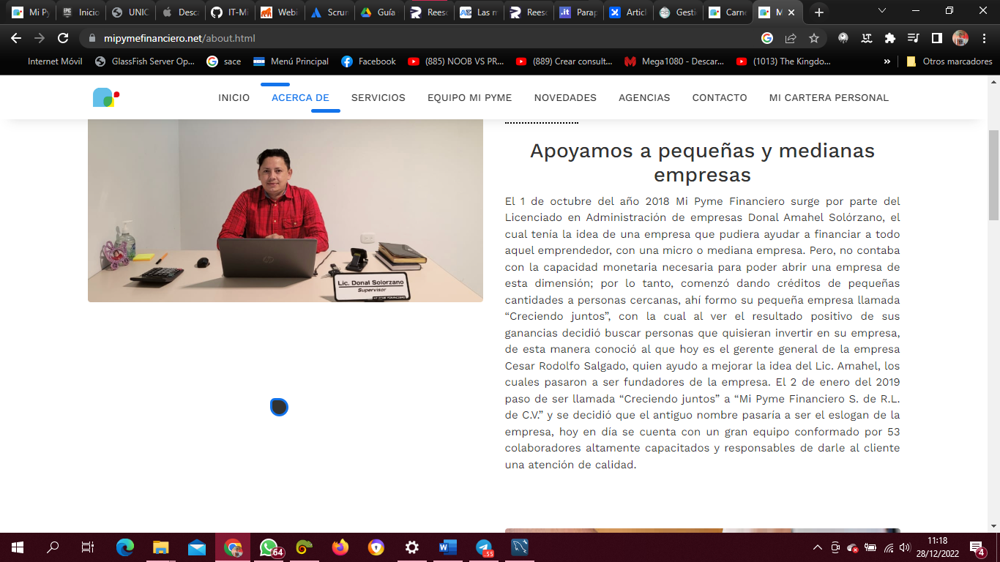 Mi Py
Inicio
UNIC
Desca
IT-Mi
Webi
Scrun
Guía
Reeso
Las m
Reeso
Parap
Articl
Gesti
Carne
M
mipymefinanciero.net/about.html
Internet Móvil
GlassFish Server Op...
sace
Menú Principal
Facebook
(885) NOOB VS PR...
(889) Crear consult...
Mega1080 - Descar...
(1013) The Kingdo...
»
Otros marcadores
INICIO
ACERCA DE
SERVICIOS
EQUIPO MI PYME
NOVEDADES
AGENCIAS
CONTACTO
MI CARTERA PERSONAL
hp
Lic. Donal Solorzano
Supervisor
MI PYME FINANCIERO
Apoyamos a pequeñas y medianas
empresas
El 1 de octubre del año 2018 Mi Pyme Financiero surge por parte del
Licenciado en Administración de empresas Donal Amahel Solórzano, el
cual tenía la idea de una empresa que pudiera ayudar a financiar a todo
aquel emprendedor, con una micro o mediana empresa. Pero, no contaba
con la capacidad monetaria necesaria para poder abrir una empresa de
esta dimensión; por lo tanto, comenzó dando créditos de pequeñas
cantidades a personas cercanas, ahí formo su pequeña empresa llamada
“Creciendo juntos”, con la cual al ver el resultado positivo de sus
ganancias decidió buscar personas que quisieran invertir en su empresa,
de esta manera conoció al que hoy es el gerente general de la empresa
Cesar Rodolfo Salgado, quien ayudo a mejorar la idea del Lic. Amahel, los
cuales pasaron a ser fundadores de la empresa. El 2 de enero del 2019
paso de ser llamada “Creciendo juntos” a “Mi Pyme Financiero S. de R.L.
de C.V.” y se decidió que el antiguo nombre pasaría a ser el eslogan de la
empresa, hoy en día se cuenta con un gran equipo conformado por 53
colaboradores altamente capacitados y responsables de darle al cliente
una atención de calidad.
64
55
11:18
28/12/2022
4